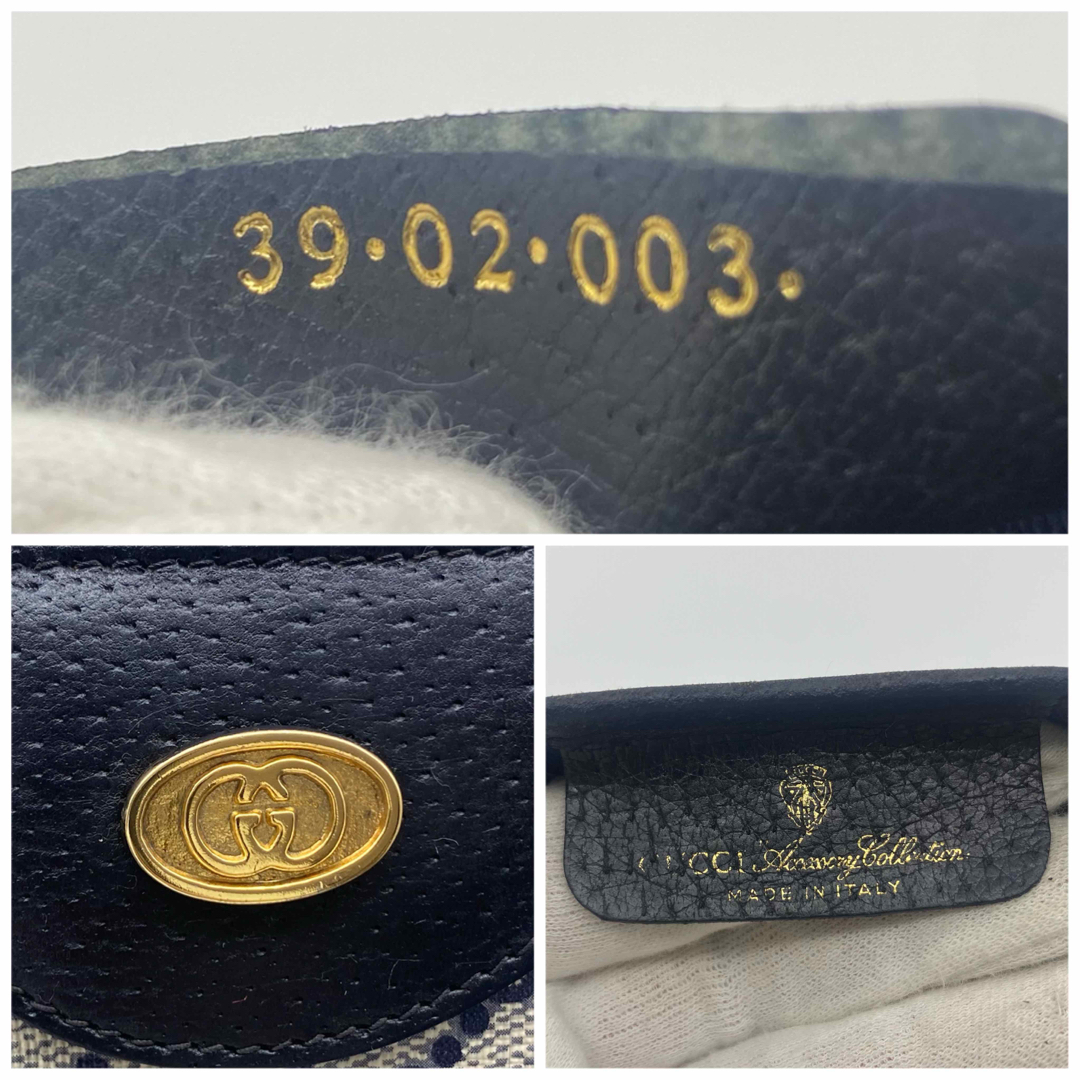 39·02·003·
GUCCI Accessory Collection
MADE IN ITALY